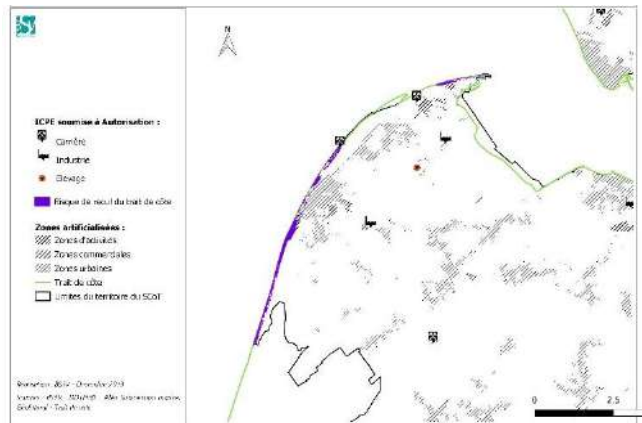 N
ICPE soumise à Autorisation :
Carrière
Industrie
Elevage
Risque de recul du trait de côte
Zones artificialisées :
Zones d'activités
Zones commerciales
Zones urbaines
Trait de côte
Limites du territoire du SCoT
0 2.5